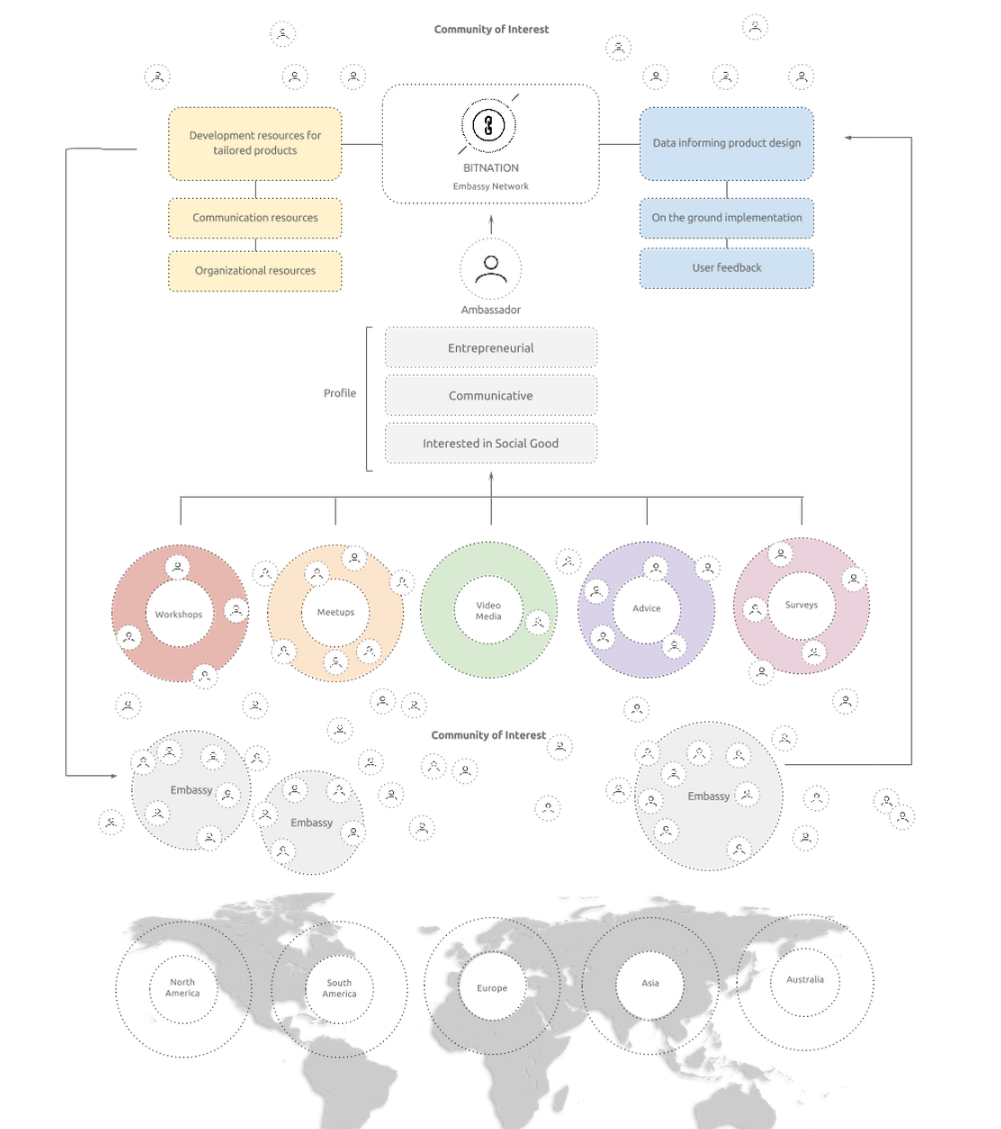 Community of Interest
Development resources for
tailored products
BITNATION
Embassy Network
Data informing product design
Communication resources
On the ground implementation
Organizational resources
User feedback
Ambassador
Entrepreneurial
Profile
Communicative
Interested in Social Good
Workshops
Meetups
Video
Media
Advice
Surveys
Community of Interest
Embassy
Embassy
Embassy
North
America
South
America
Europe
Asia
Australia